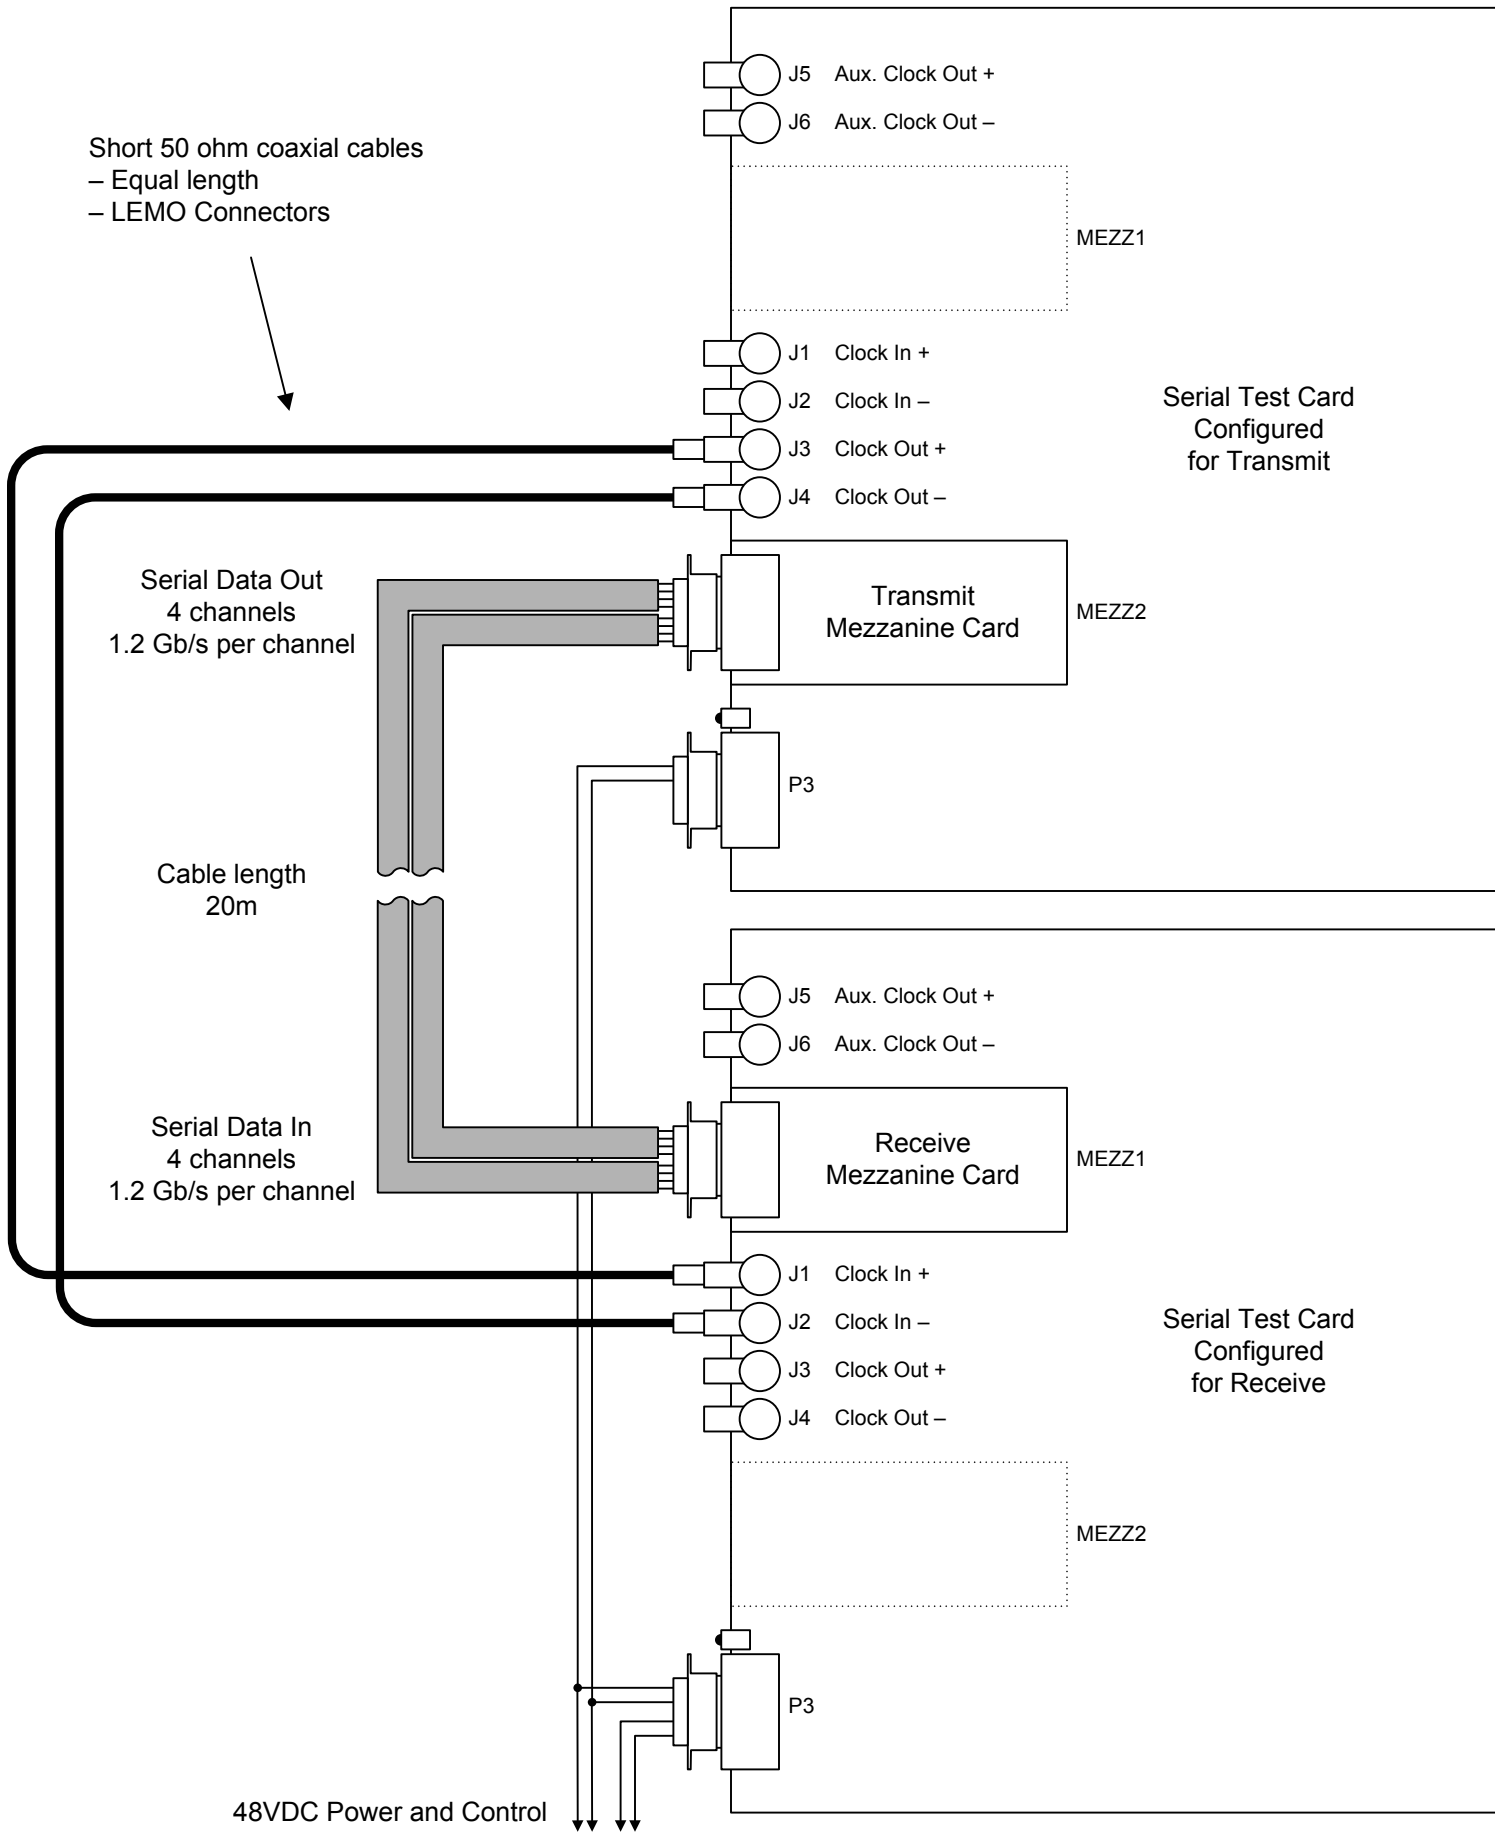 J5 Aux. Clock Out +
J6 Aux. Clock Out –
Short 50 ohm coaxial cables
– Equal length
– LEMO Connectors
MEZZ1
J1 Clock In +
J2 Clock In –
J3 Clock Out +
J4 Clock Out –
Serial Test Card
Configured
for Transmit
Serial Data Out
4 channels
1.2 Gb/s per channel
Transmit
Mezzanine Card
MEZZ2
P3
Cable length
20m
J5 Aux. Clock Out +
J6 Aux. Clock Out –
Serial Data In
4 channels
1.2 Gb/s per channel
Receive
Mezzanine Card
MEZZ1
J1 Clock In +
J2 Clock In –
J3 Clock Out +
J4 Clock Out –
Serial Test Card
Configured
for Receive
MEZZ2
P3
48VDC Power and Control